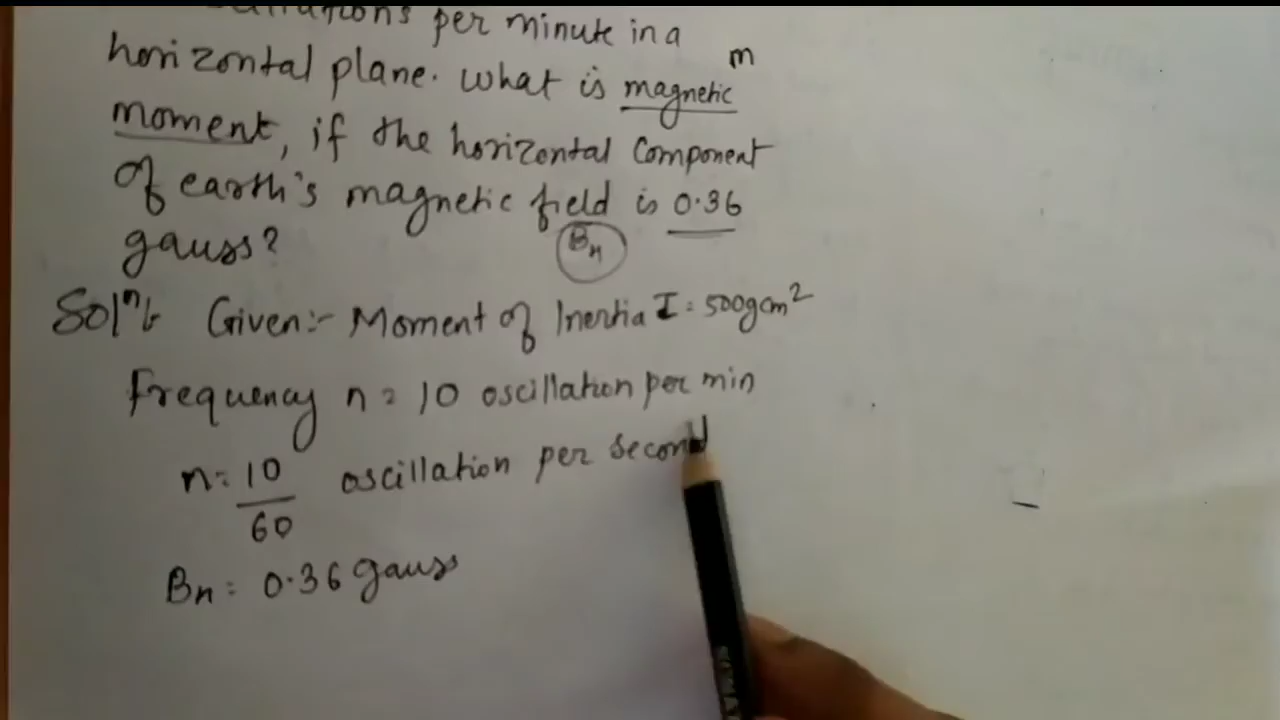 per minute in a
horizontal plane. What is magnetic m
moment, if the horizontal component
of earth's magnetic field is 0.36
gauss? BH
Solⁿ:- Given:- Moment of Inertia I = 500gcm²
Frequency n = 10 oscillation per min
n = 10/60 oscillation per second
BH = 0.36 gauss